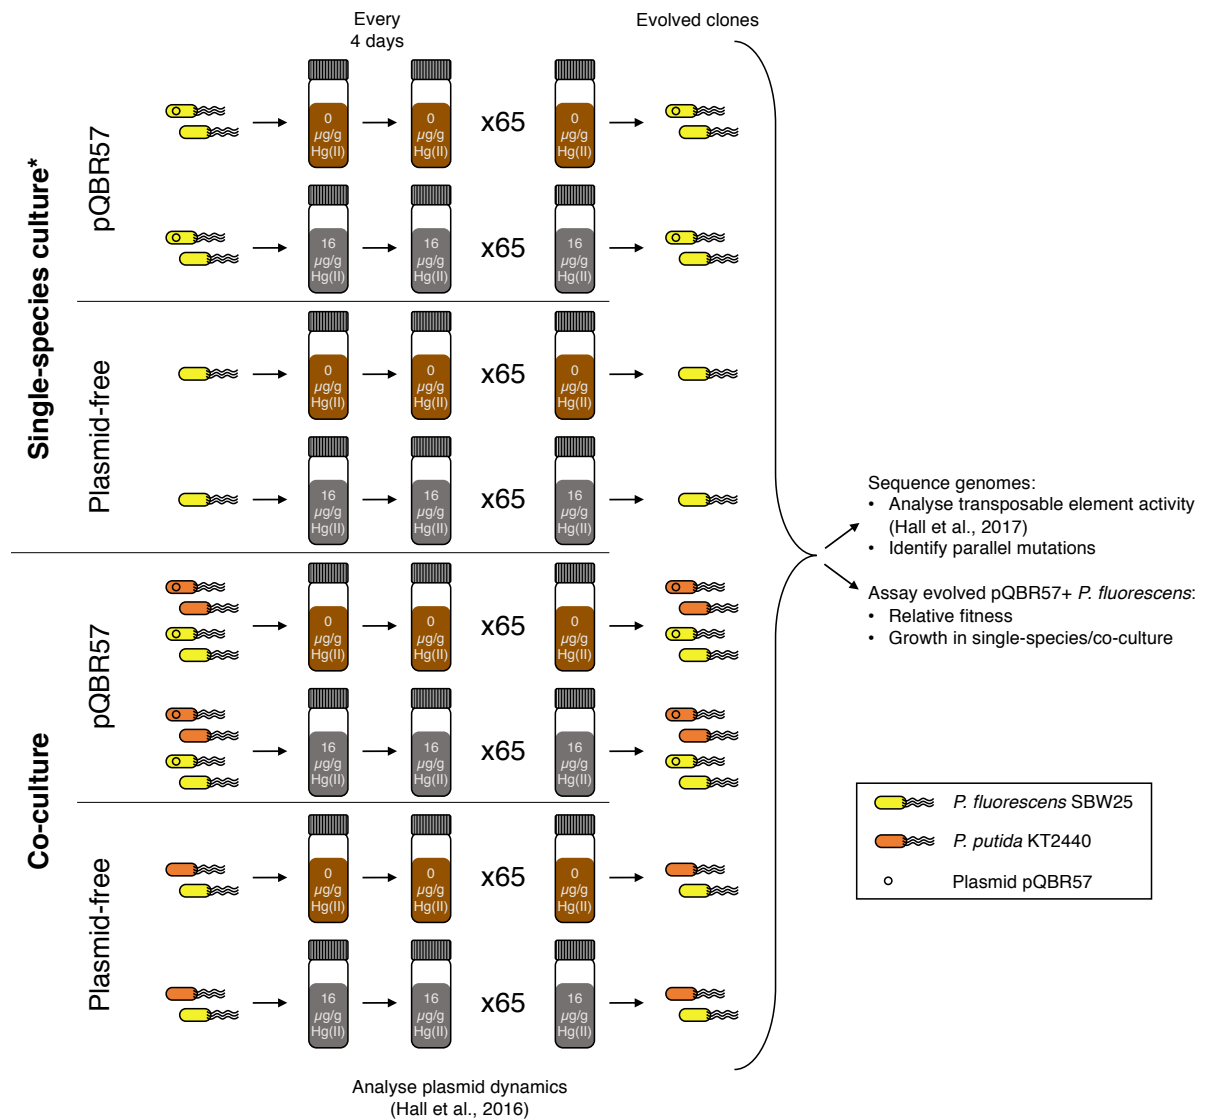 Every
4 days
Evolved clones
Single-species culture*
pQBR57
0
µg/g
Hg(II)
0
µg/g
Hg(II)
x65
0
µg/g
Hg(II)
16
µg/g
Hg(II)
16
µg/g
Hg(II)
x65
16
µg/g
Hg(II)
Plasmid-free
0
µg/g
Hg(II)
0
µg/g
Hg(II)
x65
0
µg/g
Hg(II)
16
µg/g
Hg(II)
16
µg/g
Hg(II)
x65
16
µg/g
Hg(II)
Co-culture
pQBR57
0
µg/g
Hg(II)
0
µg/g
Hg(II)
x65
0
µg/g
Hg(II)
16
µg/g
Hg(II)
16
µg/g
Hg(II)
x65
16
µg/g
Hg(II)
Plasmid-free
0
µg/g
Hg(II)
0
µg/g
Hg(II)
x65
0
µg/g
Hg(II)
16
µg/g
Hg(II)
16
µg/g
Hg(II)
x65
16
µg/g
Hg(II)
Analyse plasmid dynamics
(Hall et al., 2016)
Sequence genomes:
• Analyse transposable element activity
(Hall et al., 2017)
• Identify parallel mutations
Assay evolved pQBR57+ P. fluorescens:
• Relative fitness
• Growth in single-species/co-culture
P. fluorescens SBW25
P. putida KT2440
Plasmid pQBR57